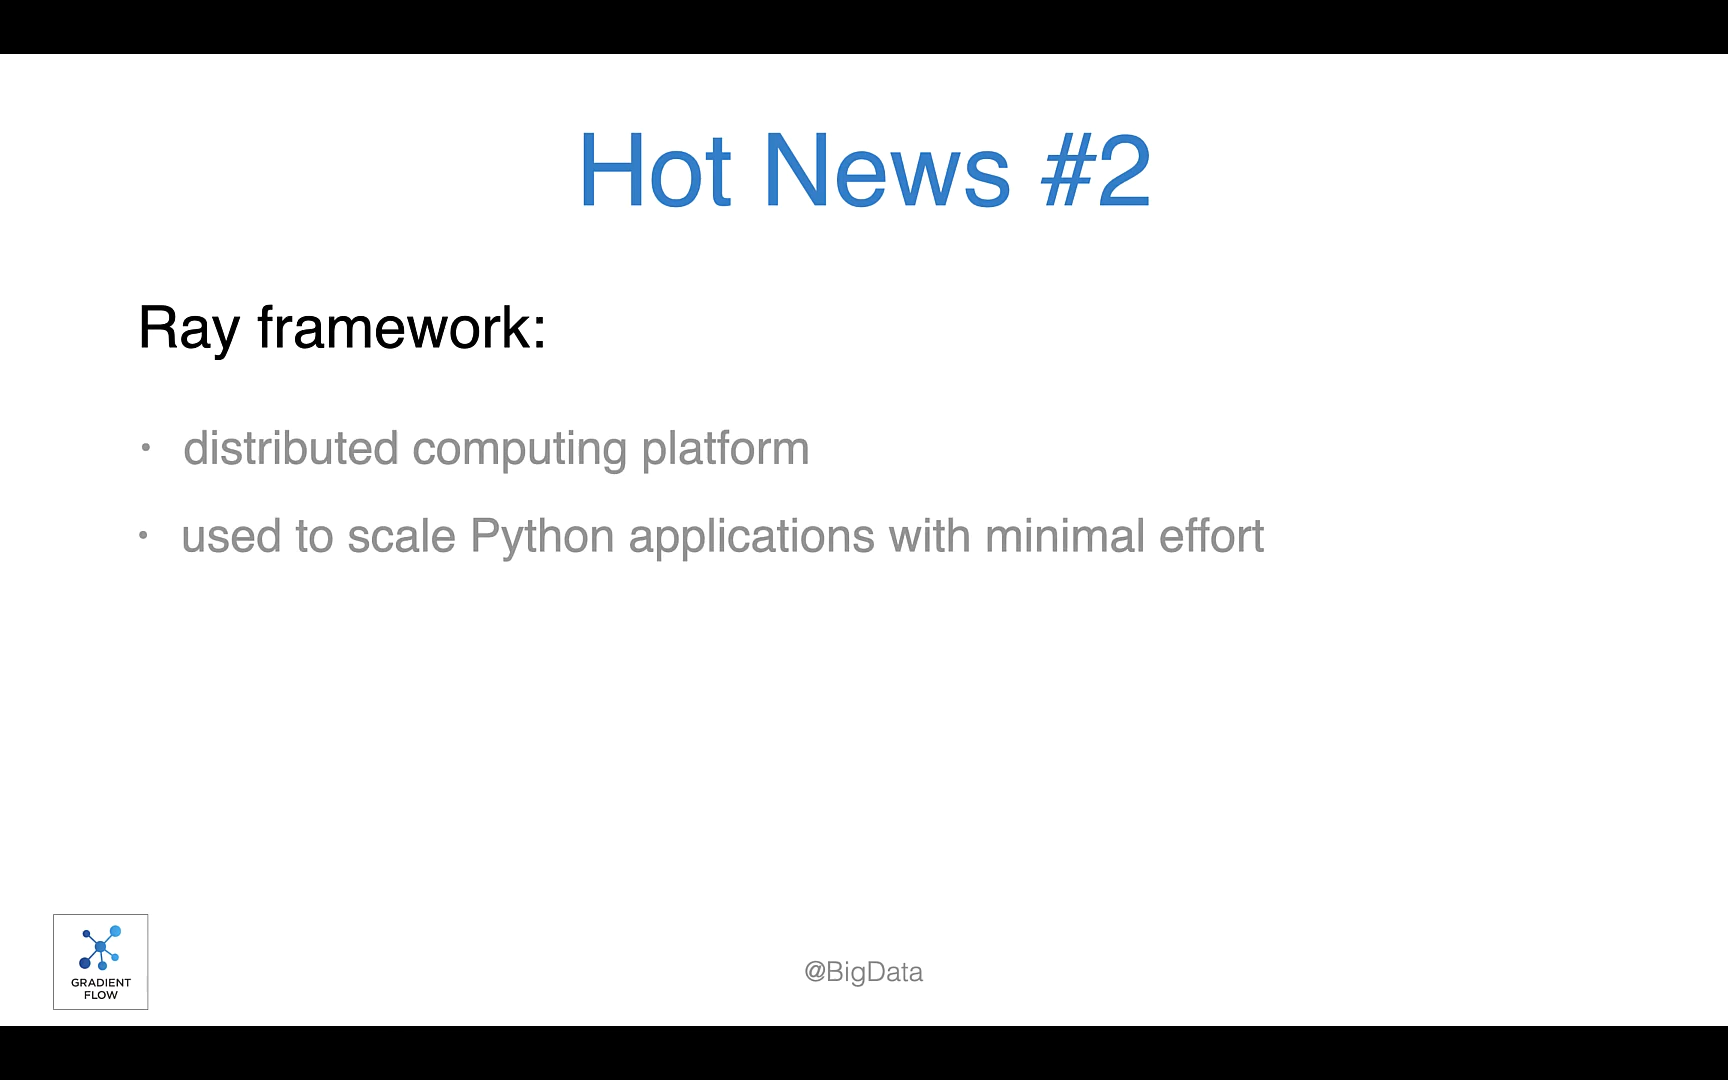 Hot News #2
Ray framework:
• distributed computing platform
• used to scale Python applications with minimal effort
GRADIENT
FLOW
@BigData